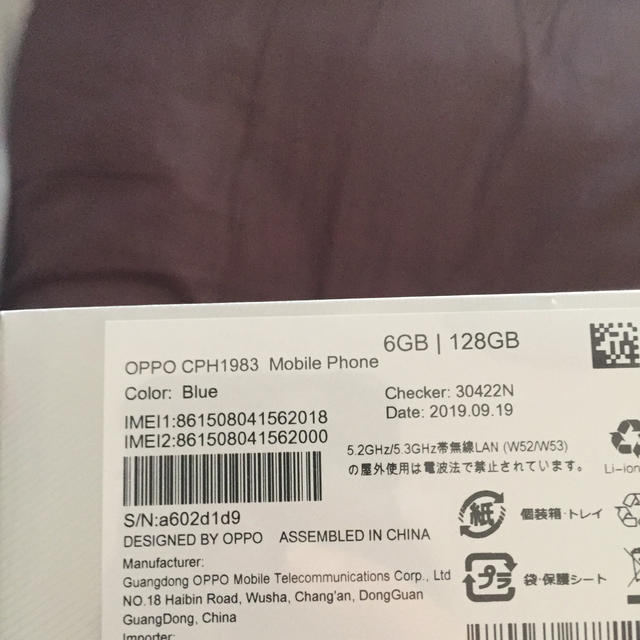 6GB | 128GB
OPPO CPH1983 Mobile Phone
Color: Blue
Checker: 30422N
Date: 2019.09.19
IMEI1:861508041562018
IMEI2:861508041562000
5.2GHz/5.3GHz帯無線LAN (W52/W53)
の屋外使用は電波法で禁止されています。
Li-ion
S/N:a602d1d9
紙 個装箱・トレイ
DESIGNED BY OPPO ASSEMBLED IN CHINA
Manufacturer:
Guangdong OPPO Mobile Telecommunications Corp., Ltd
プラ 袋・保護シート
NO.18 Haibin Road, Wusha, Chang'an, DongGuan
GuangDong, China
Importer: